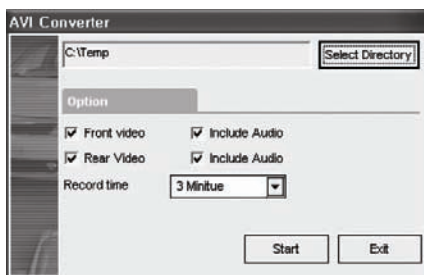 AVI Converter
C:\Temp
Select Directory
Option
Front video
Include Audio
Rear Video
Include Audio
Record time
3 Minitue
Start
Exit